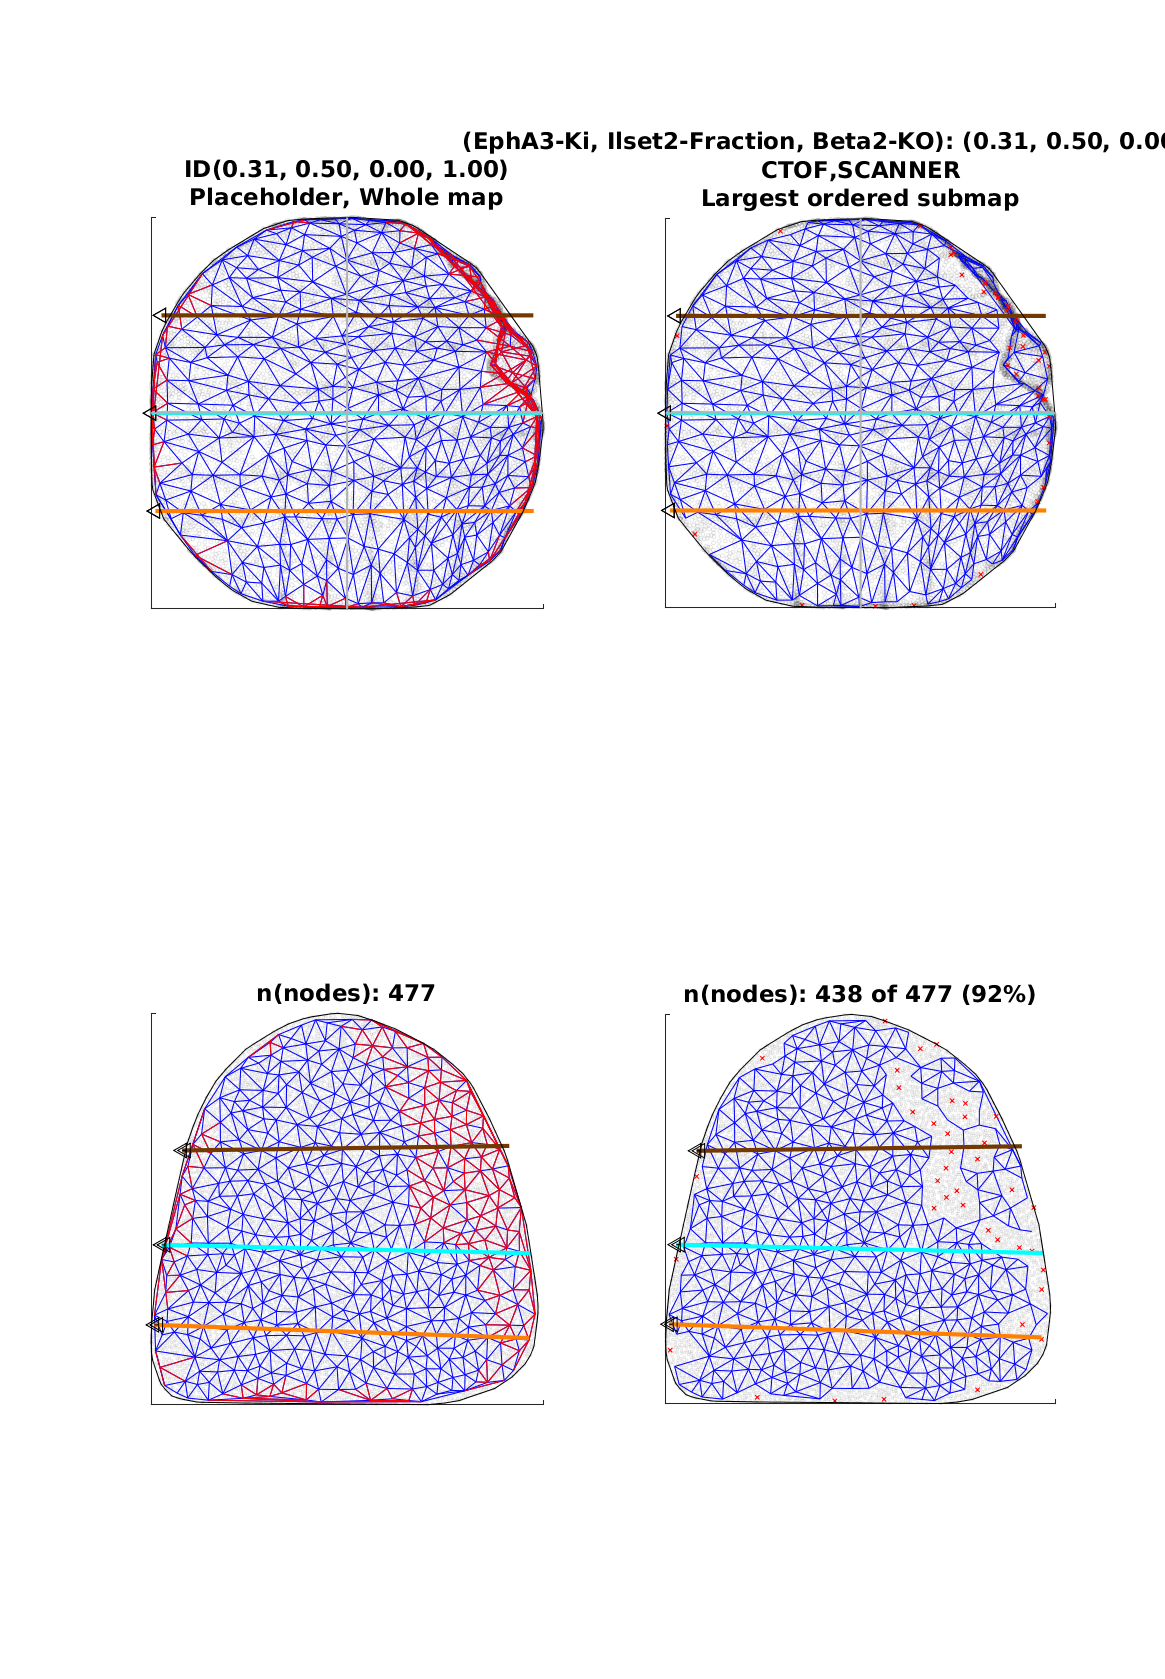 (EphA3-Ki, Ilset2-Fraction, Beta2-KO): (0.31, 0.50, 0.00
ID(0.31, 0.50, 0.00, 1.00)
Placeholder, Whole map
CTOF,SCANNER
Largest ordered submap
n(nodes): 477
n(nodes): 438 of 477 (92%)